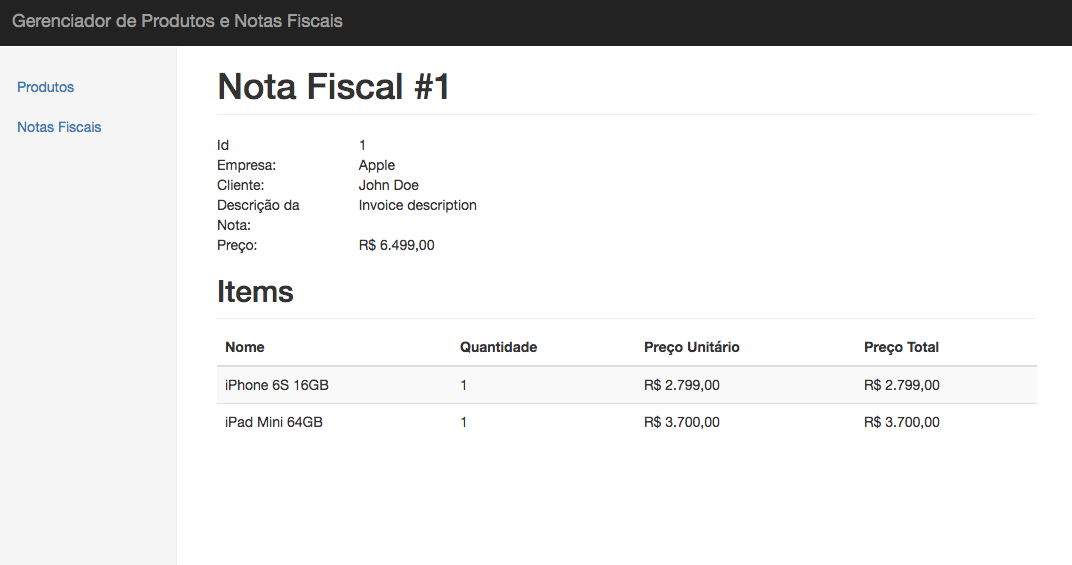 Gerenciador de Produtos e Notas Fiscais
Produtos
Notas Fiscais
Nota Fiscal #1
Id 1
Empresa: Apple
Cliente: John Doe
Descrição da Invoice description
Nota:
Preço: R$ 6.499,00
Items
Nome Quantidade Preço Unitário Preço Total
iPhone 6S 16GB 1 R$ 2.799,00 R$ 2.799,00
iPad Mini 64GB 1 R$ 3.700,00 R$ 3.700,00